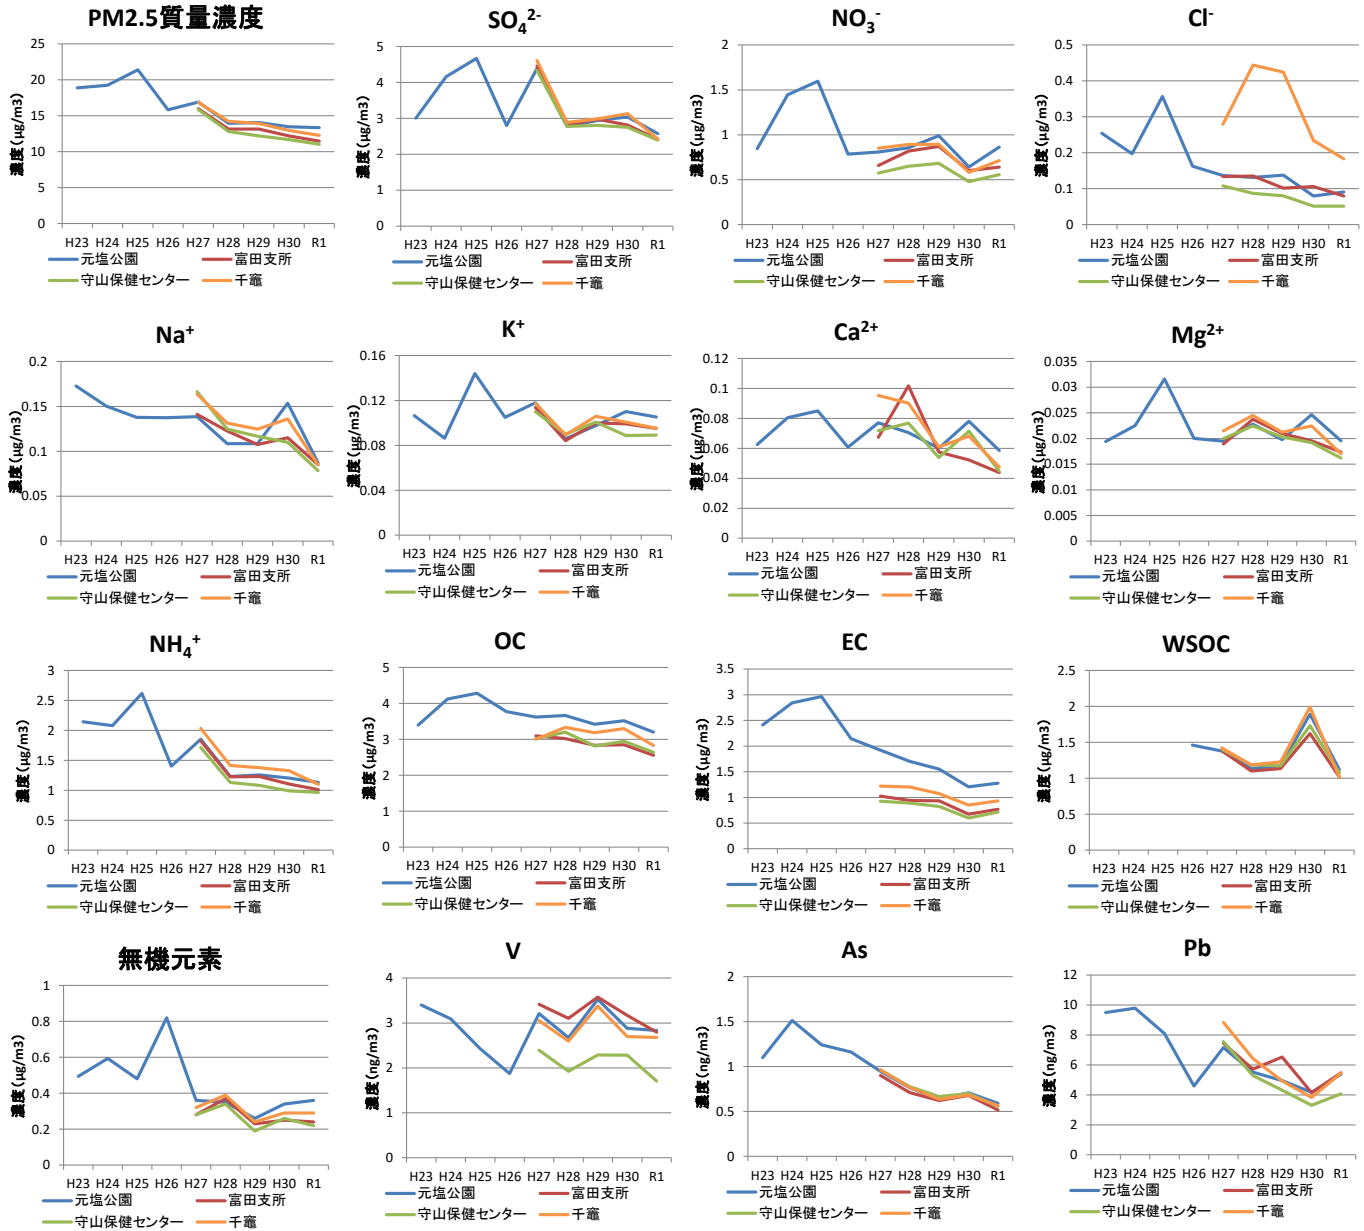 PM2.5質量濃度
濃度(μg/m3)
25
20
15
10
5
0
H23 H24 H25 H26 H27 H28 H29 H30 R1
元塩公園 富田支所
守山保健センター 千竈
SO₄²⁻
濃度(μg/m3)
5
4
3
2
1
0
H23 H24 H25 H26 H27 H28 H29 H30 R1
元塩公園 富田支所
守山保健センター 千竈
NO₃⁻
濃度(μg/m3)
2
1.5
1
0.5
0
H23 H24 H25 H26 H27 H28 H29 H30 R1
元塩公園 富田支所
守山保健センター 千竈
Cl⁻
濃度(μg/m3)
0.5
0.4
0.3
0.2
0.1
0
H23 H24 H25 H26 H27 H28 H29 H30 R1
元塩公園 富田支所
守山保健センター 千竈
Na⁺
濃度(μg/m3)
0.2
0.15
0.1
0.05
0
H23 H24 H25 H26 H27 H28 H29 H30 R1
元塩公園 富田支所
守山保健センター 千竈
K⁺
濃度(μg/m3)
0.16
0.12
0.08
0.04
0
H23 H24 H25 H26 H27 H28 H29 H30 R1
元塩公園 富田支所
守山保健センター 千竈
Ca²⁺
濃度(μg/m3)
0.12
0.1
0.08
0.06
0.04
0.02
0
H23 H24 H25 H26 H27 H28 H29 H30 R1
元塩公園 富田支所
守山保健センター 千竈
Mg²⁺
濃度(μg/m3)
0.035
0.03
0.025
0.02
0.015
0.01
0.005
0
H23 H24 H25 H26 H27 H28 H29 H30 R1
元塩公園 富田支所
守山保健センター 千竈
NH₄⁺
濃度(μg/m3)
3
2.5
2
1.5
1
0.5
0
H23 H24 H25 H26 H27 H28 H29 H30 R1
元塩公園 富田支所
守山保健センター 千竈
OC
濃度(μg/m3)
5
4
3
2
1
0
H23 H24 H25 H26 H27 H28 H29 H30 R1
元塩公園 富田支所
守山保健センター 千竈
EC
濃度(μg/m3)
3.5
3
2.5
2
1.5
1
0.5
0
H23 H24 H25 H26 H27 H28 H29 H30 R1
元塩公園 富田支所
守山保健センター 千竈
WSOC
濃度(μg/m3)
2.5
2
1.5
1
0.5
0
H23 H24 H25 H26 H27 H28 H29 H30 R1
元塩公園 富田支所
守山保健センター 千竈
無機元素
濃度(μg/m3)
1
0.8
0.6
0.4
0.2
0
H23 H24 H25 H26 H27 H28 H29 H30 R1
元塩公園 富田支所
守山保健センター 千竈
V
濃度(ng/m3)
4
3
2
1
0
H23 H24 H25 H26 H27 H28 H29 H30 R1
元塩公園 富田支所
守山保健センター 千竈
As
濃度(ng/m3)
2
1.5
1
0.5
0
H23 H24 H25 H26 H27 H28 H29 H30 R1
元塩公園 富田支所
守山保健センター 千竈
Pb
濃度(ng/m3)
12
10
8
6
4
2
0
H23 H24 H25 H26 H27 H28 H29 H30 R1
元塩公園 富田支所
守山保健センター 千竈